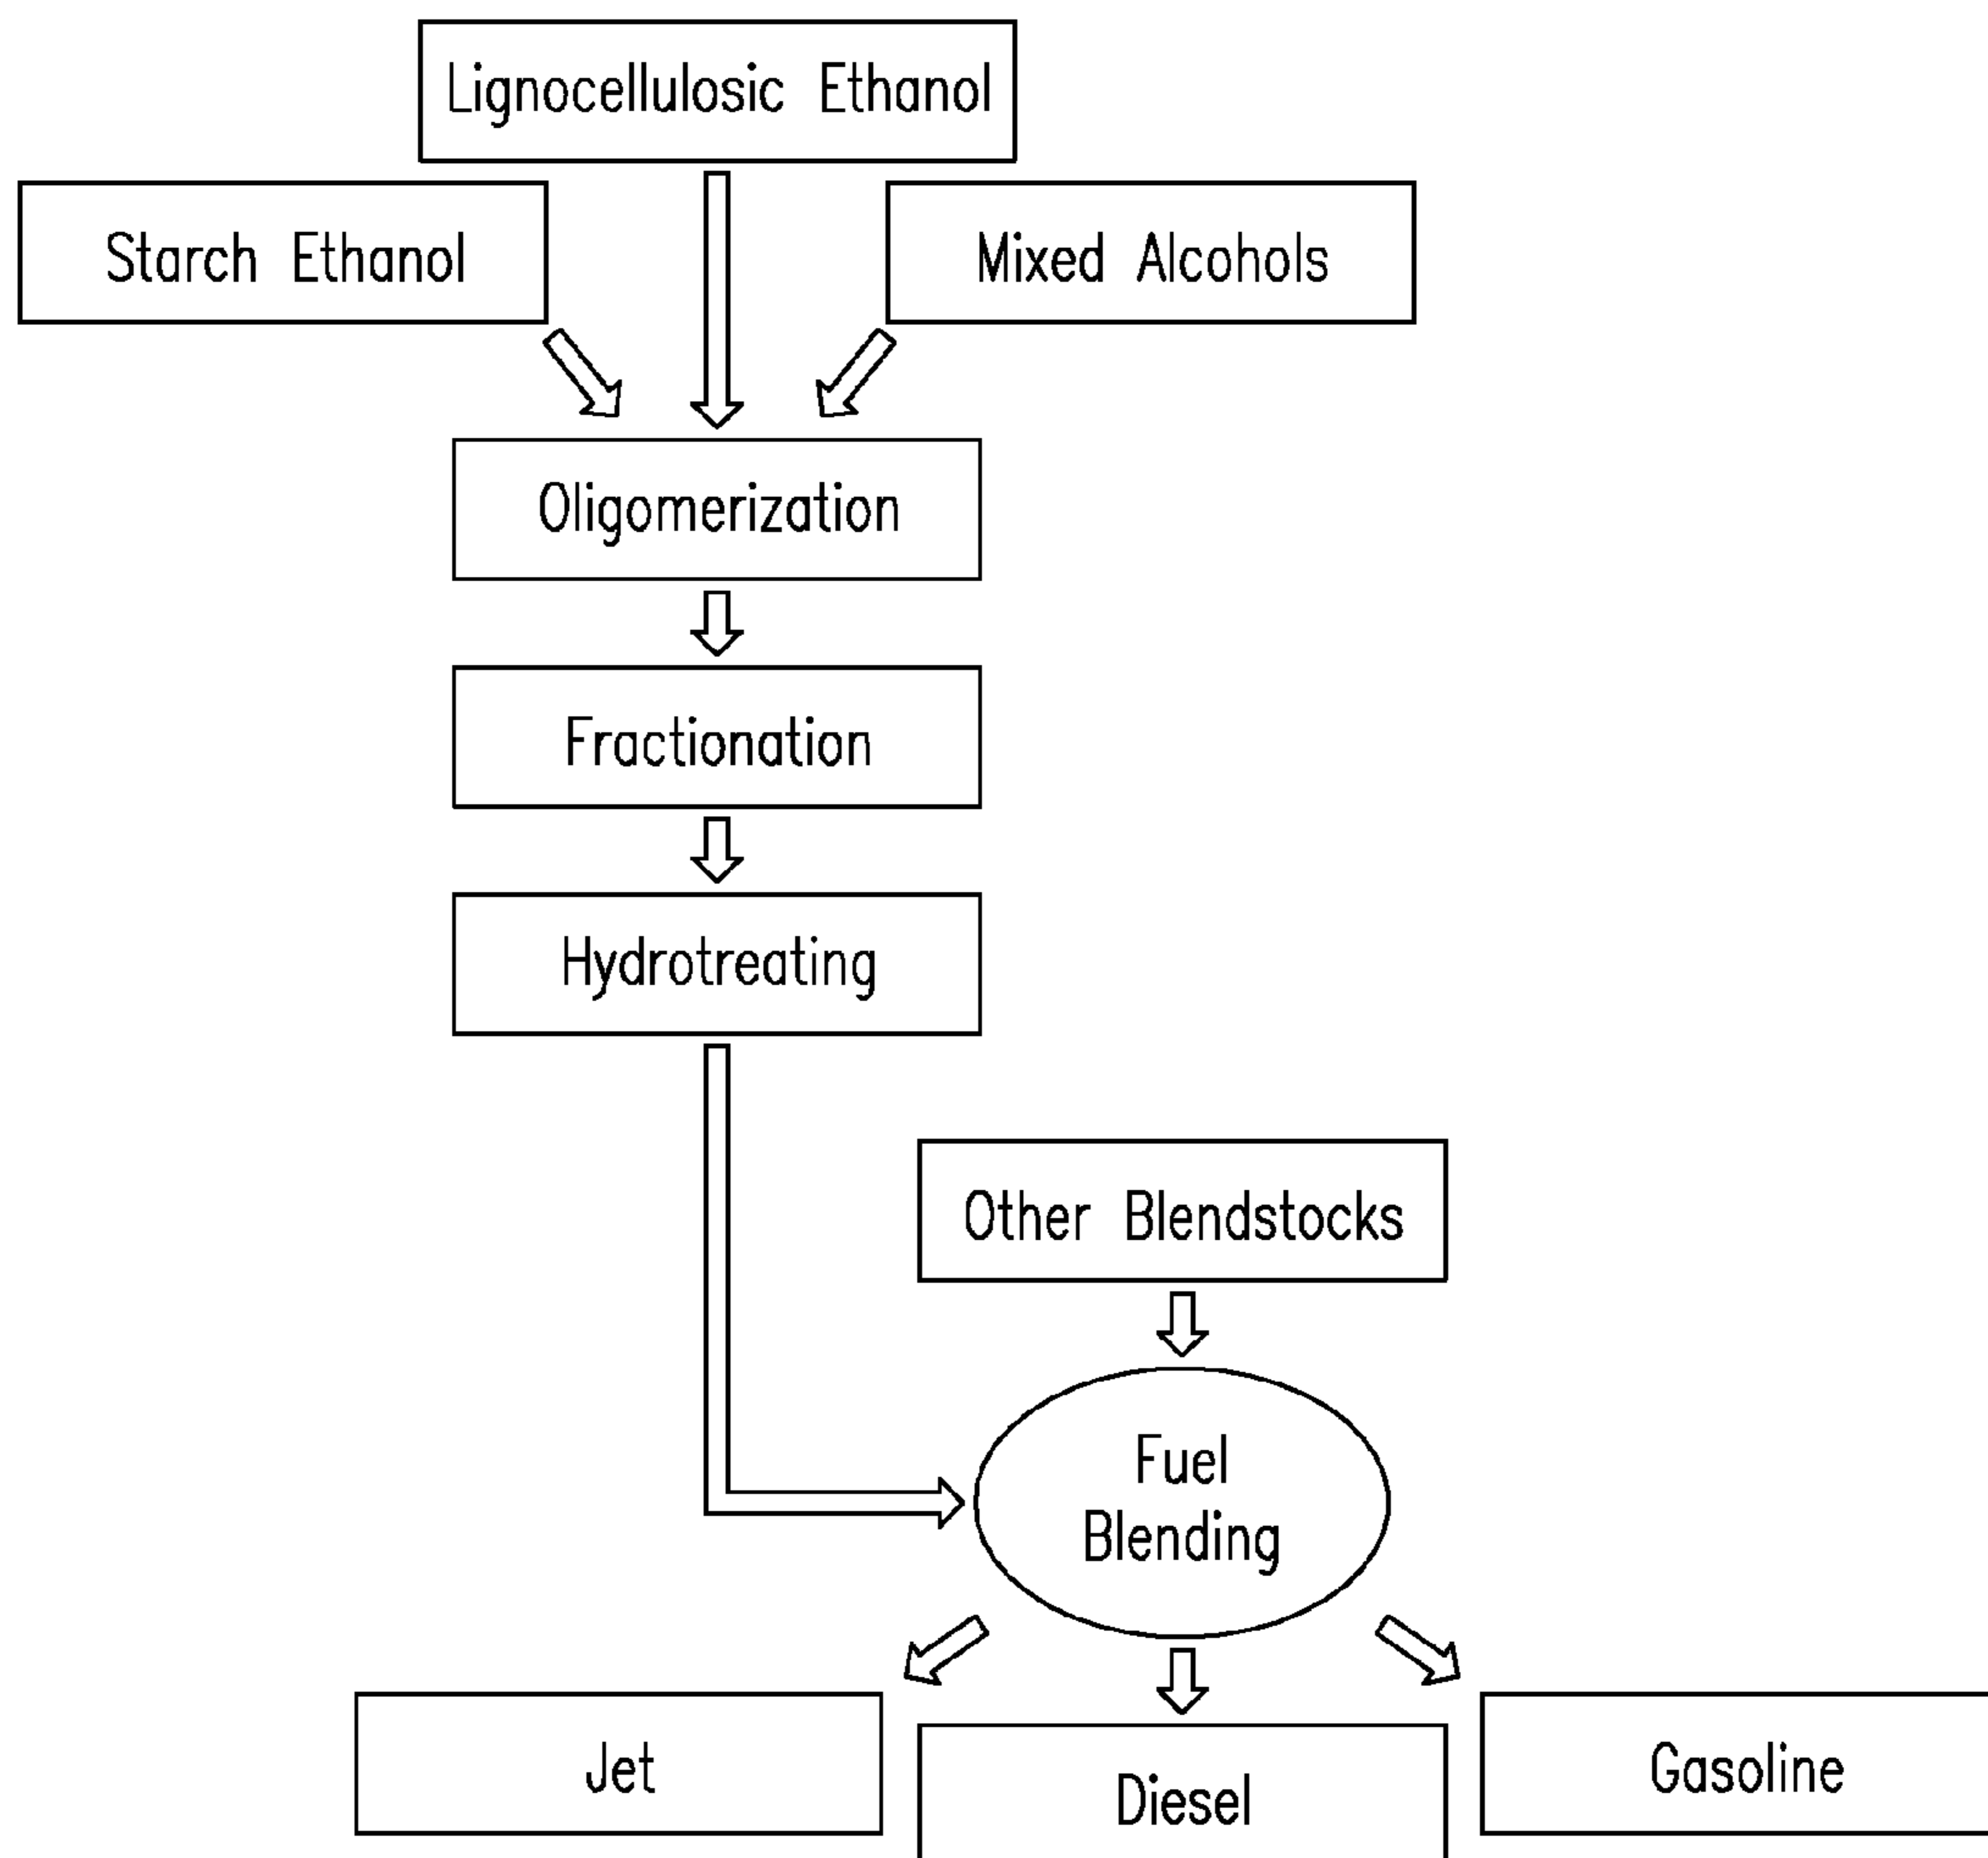 Lignocellulosic Ethanol
Starch Ethanol
Mixed Alcohols
Oligomerization
Fractionation
Hydrotreating
Other Blendstocks
Fuel
Blending
Jet
Diesel
Gasoline